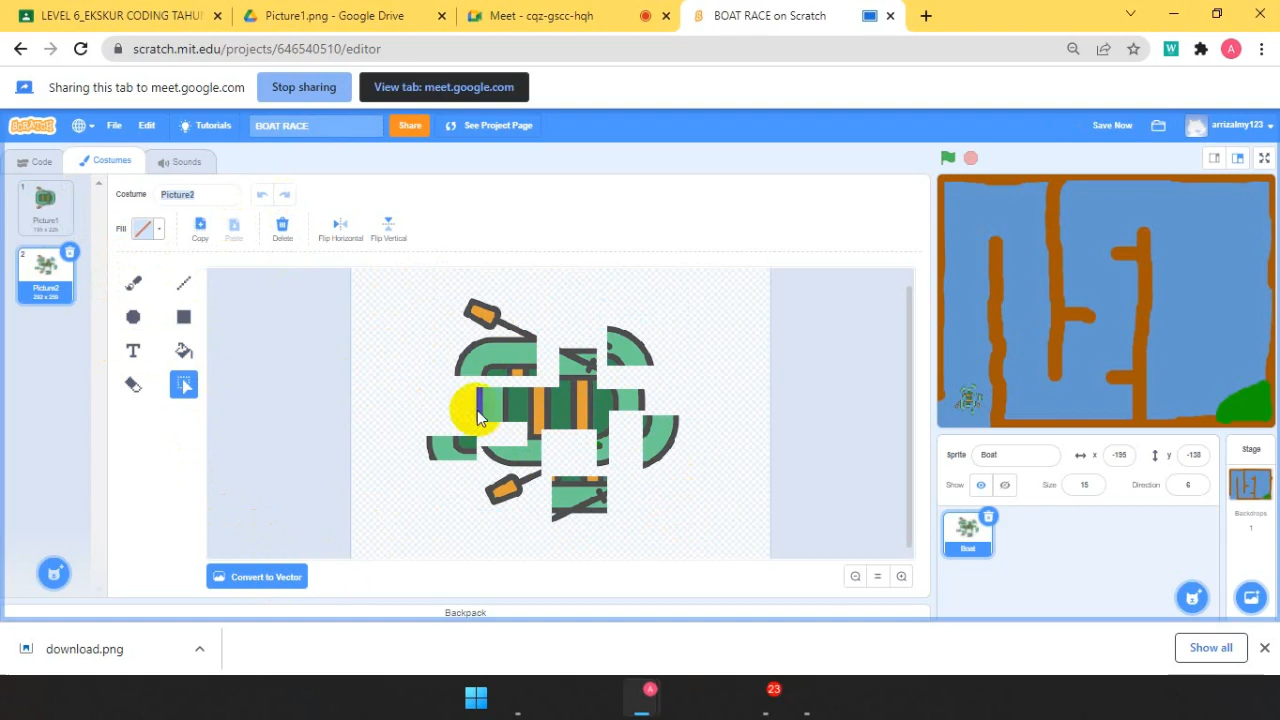 LEVEL 6_EKSKUR CODING TAHU
Picture1.png - Google Drive
Meet - cqz-gscc-hqh
BOAT RACE on Scratch
scratch.mit.edu/projects/646540510/editor
W
A
Sharing this tab to meet.google.com
Stop sharing
View tab: meet.google.com
SCRATCH
File
Edit
Tutorials
BOAT RACE
Share
See Project Page
Save Now
arrizalmy123
Code
Costumes
Sounds
1
Picture1
2
Picture2
Costume
Picture2
Fill
Copy
Paste
Delete
Flip Horizontal
Flip Vertical
T
Convert to Vector
Backpack
Sprite
Boat
x
-195
y
-138
Show
Size
15
Direction
6
Boat
Stage
Backdrops
1
download.png
Show all
A
23